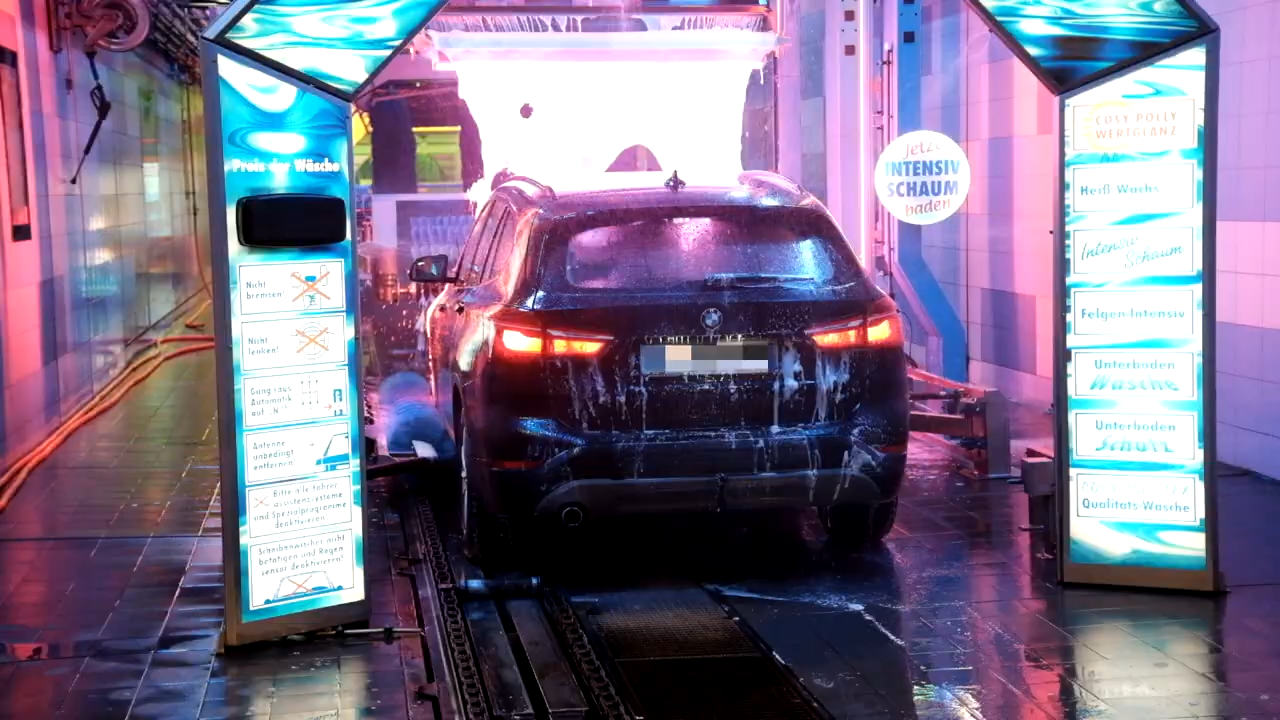 Preis der Wäsche
Nicht
bremsen!
Nicht
lenken!
Gang raus
Automatik
auf „N“!
Antenne
unbedingt
entfernen
Bitte alle Fahrer
assistenzsysteme
und Spezialprogramme
deaktivieren
Scheibenwischer nicht
betätigen und Regen
sensor deaktivieren!
Jetzt
INTENSIV
SCHAUM
baden
COSY POLLY
WERTGLANZ
Heiß Wachs
Intensiv
Schaum
Felgen Intensiv
Unterboden
Wäsche
Unterboden
Schutz
Qualitäts Wäsche